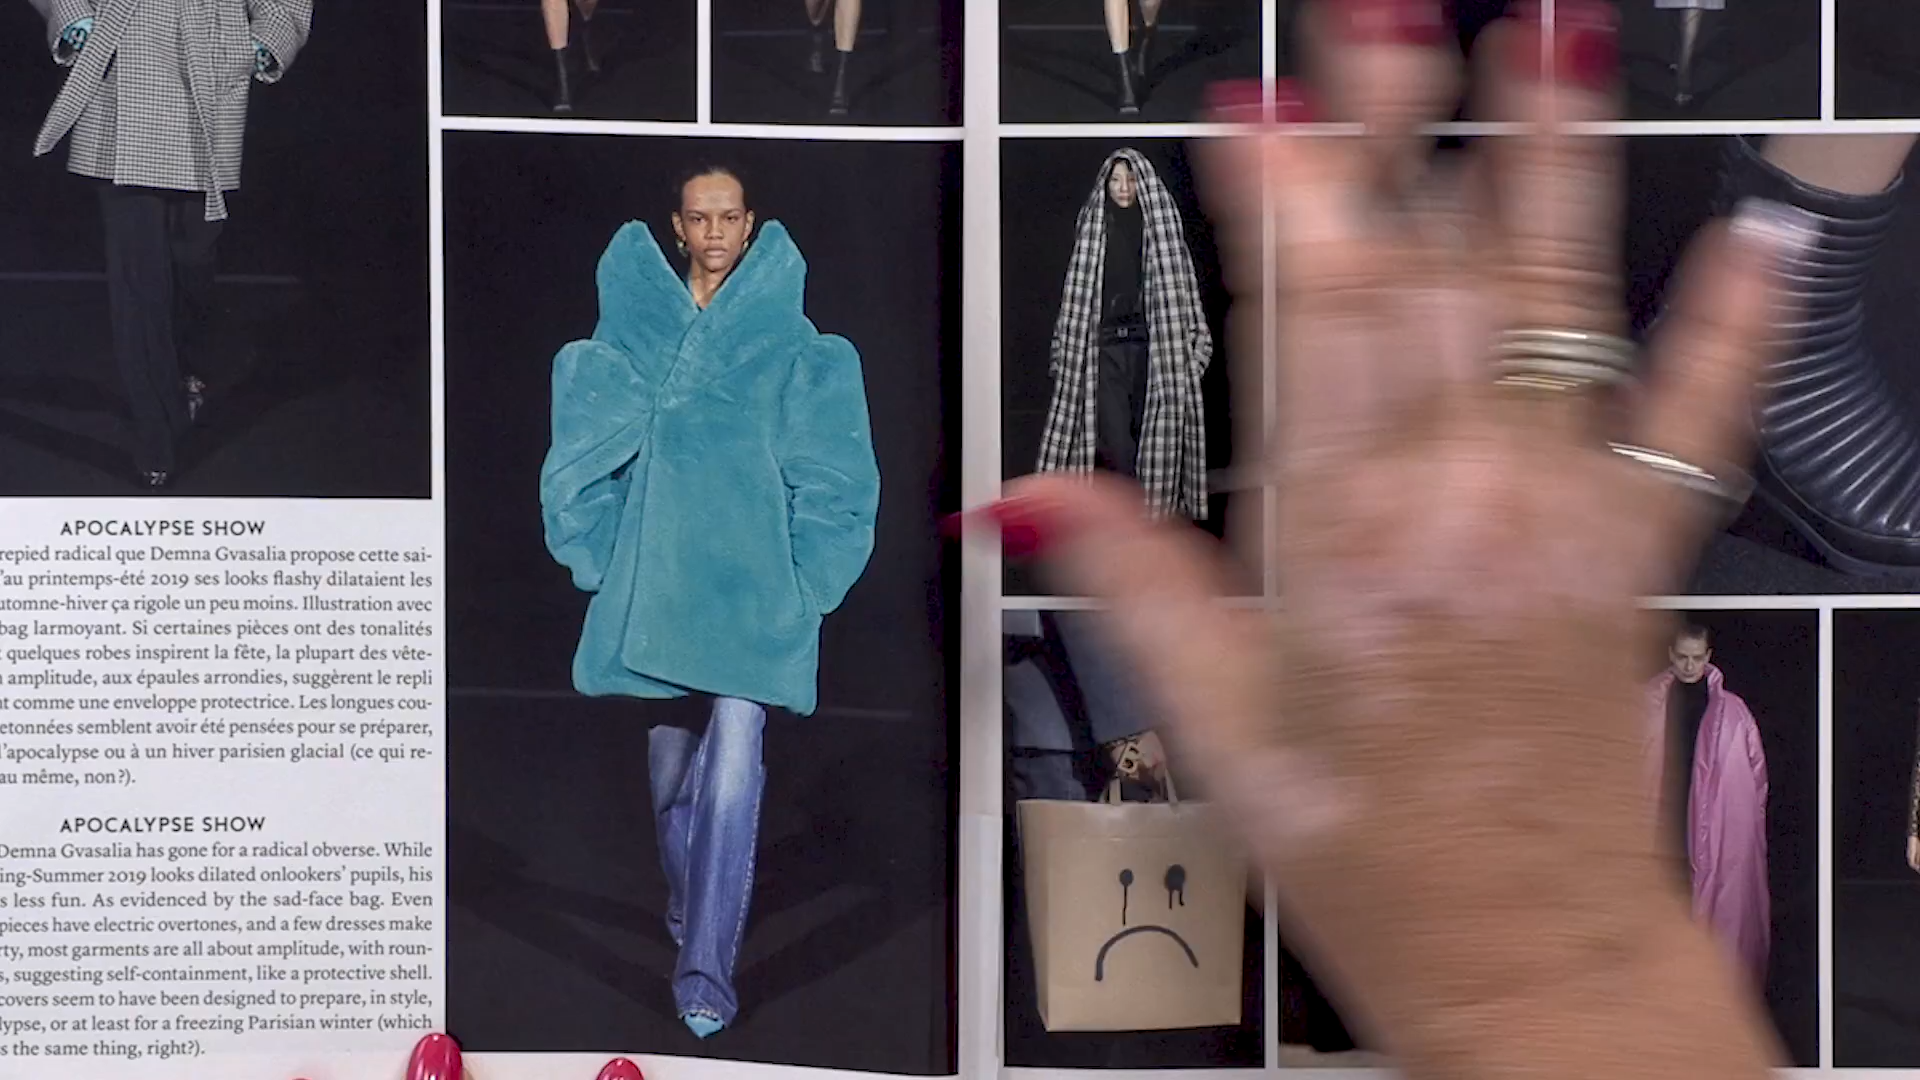 APOCALYPSE SHOW
repied radical que Demna Gvasalia propose cette sai-
'au printemps-été 2019 ses looks flashy dilataient les
utomne-hiver ça rigole un peu moins. Illustration avec
bag larmoyant. Si certaines pièces ont des tonalités
quelques robes inspirent la fête, la plupart des vête-
amplitude, aux épaules arrondies, suggèrent le repli
nt comme une enveloppe protectrice. Les longues cou-
etonnées semblent avoir été pensées pour se préparer,
l'apocalypse ou à un hiver parisien glacial (ce qui re-
au même, non ?).
APOCALYPSE SHOW
Demna Gvasalia has gone for a radical obverse. While
ing-Summer 2019 looks dilated onlookers' pupils, his
s less fun. As evidenced by the sad-face bag. Even
pieces have electric overtones, and a few dresses make
rty, most garments are all about amplitude, with roun-
s, suggesting self-containment, like a protective shell.
covers seem to have been designed to prepare, in style,
lypse, or at least for a freezing Parisian winter (which
s the same thing, right?).